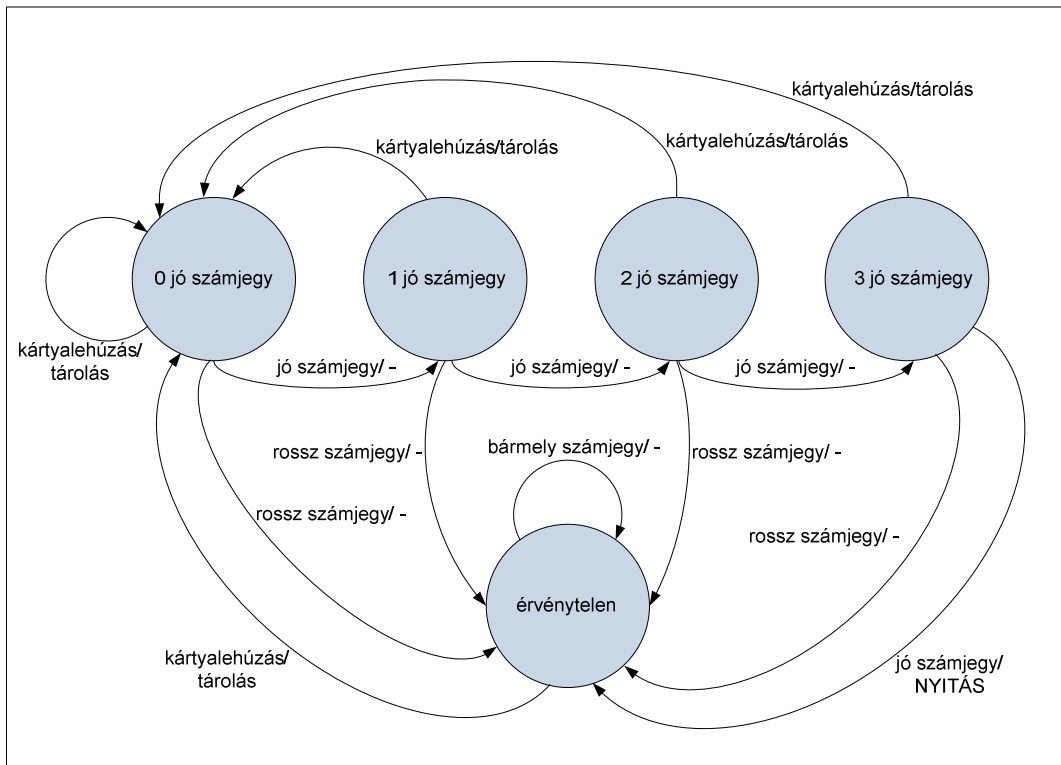 kártyalehúzás/tárolás
kártyalehúzás/tárolás
kártyalehúzás/tárolás
0 jó számjegy
1 jó számjegy
2 jó számjegy
3 jó számjegy
kártyalehúzás/
tárolás
jó számjegy/ -
jó számjegy/ -
jó számjegy/ -
bármely számjegy/ -
rossz számjegy/ -
rossz számjegy/ -
rossz számjegy/ -
rossz számjegy/ -
érvénytelen
kártyalehúzás/
tárolás
jó számjegy/
NYITÁS